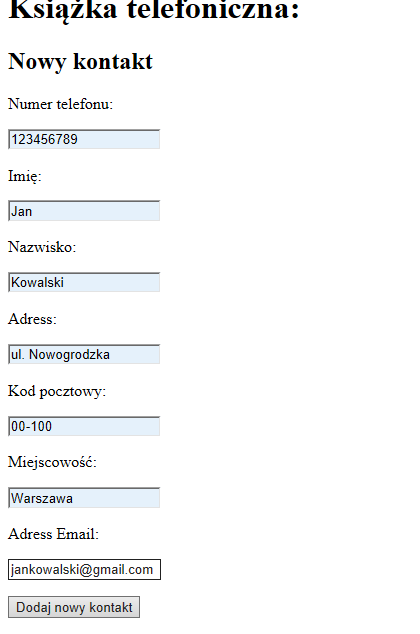 Książka telefoniczna:
Nowy kontakt
Numer telefonu:
123456789
Imię:
Jan
Nazwisko:
Kowalski
Adress:
ul. Nowogrodzka
Kod pocztowy:
00-100
Miejscowość:
Warszawa
Adress Email:
jankowalski@gmail.com
Dodaj nowy kontakt